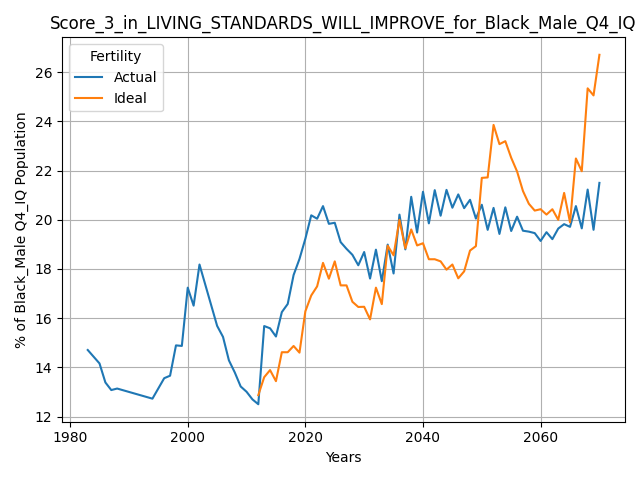 Score_3_in_LIVING_STANDARDS_WILL_IMPROVE_for_Black_Male_Q4_IQ
Fertility
Actual
Ideal
% of Black_Male Q4_IQ Population
26
24
22
20
18
16
14
12
1980
2000
2020
2040
2060
Years